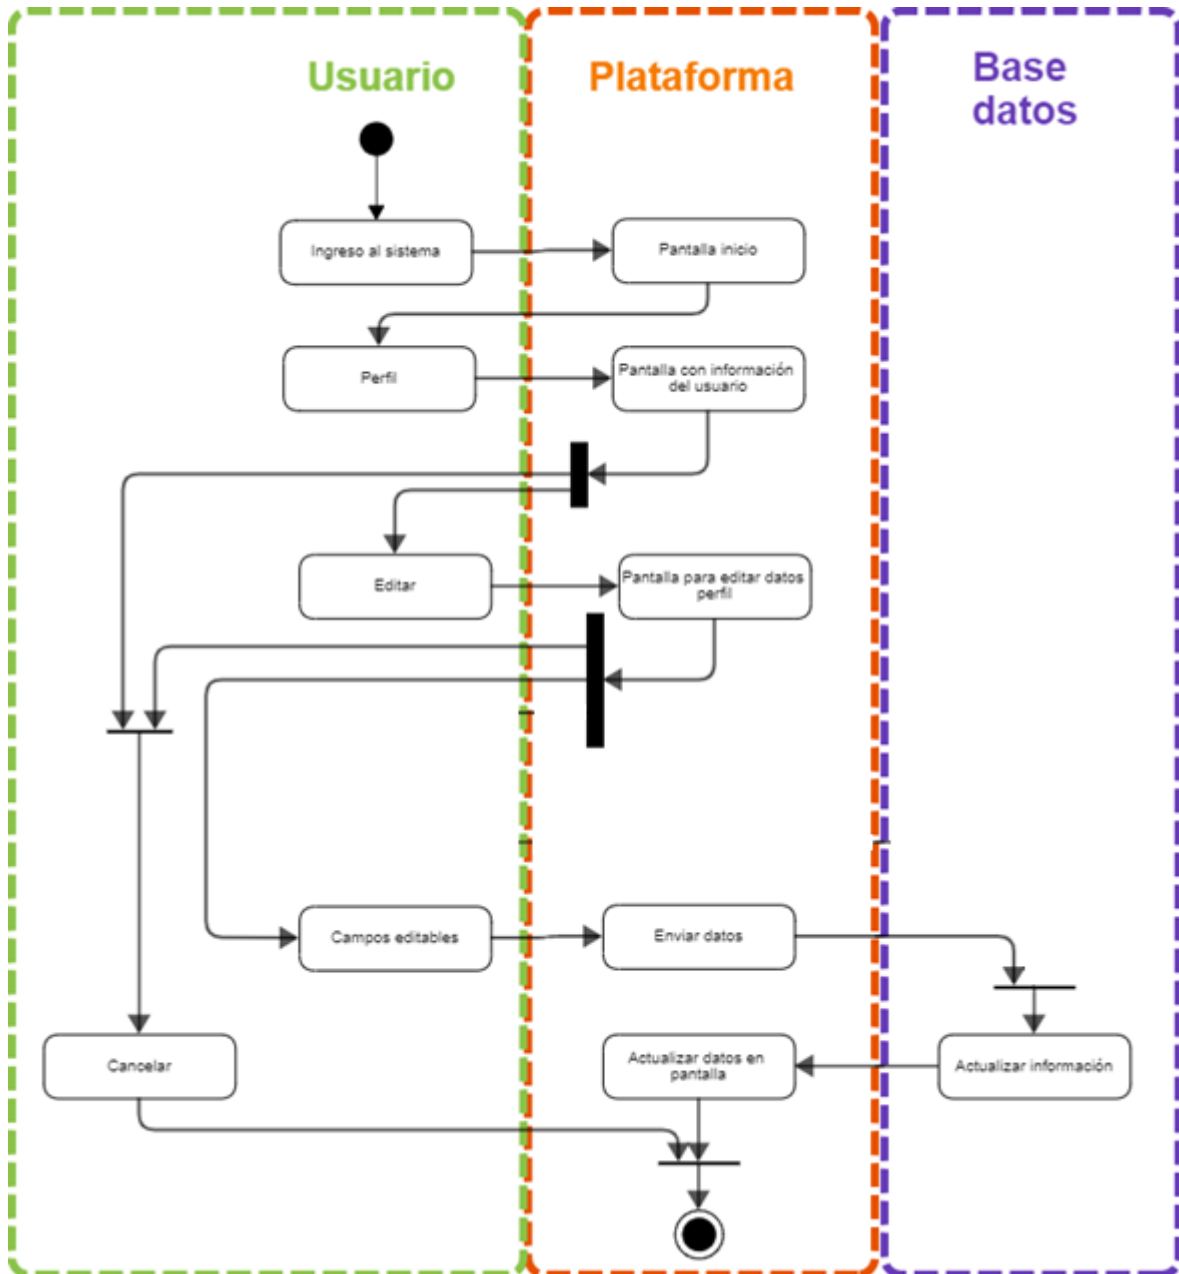 Usuario
Plataforma
Base
datos
Ingreso al sistema
Pantalla inicio
Perfil
Pantalla con información
del usuario
Editar
Pantalla para editar datos
perfil
Campos editables
Enviar datos
Cancelar
Actualizar datos en
pantalla
Actualizar información